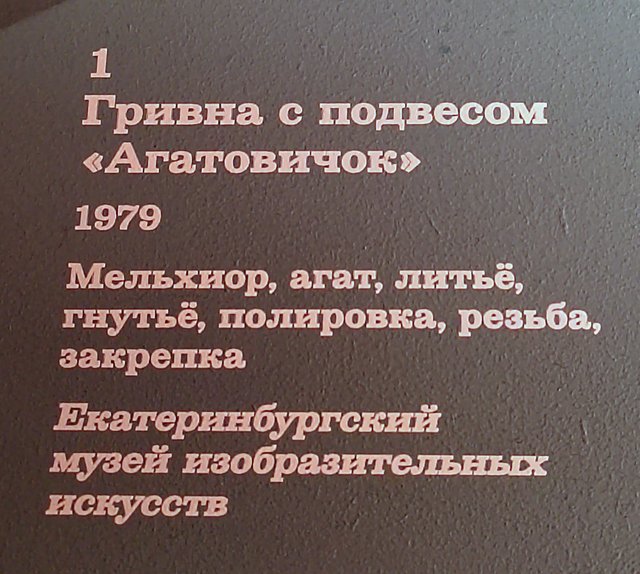 1
Гривна с подвесом
«Агатовичок»
1979
Мельхиор, агат, литьё,
гнутьё, полировка, резьба,
закрепка
Екатеринбургский
музей изобразительных
искусств